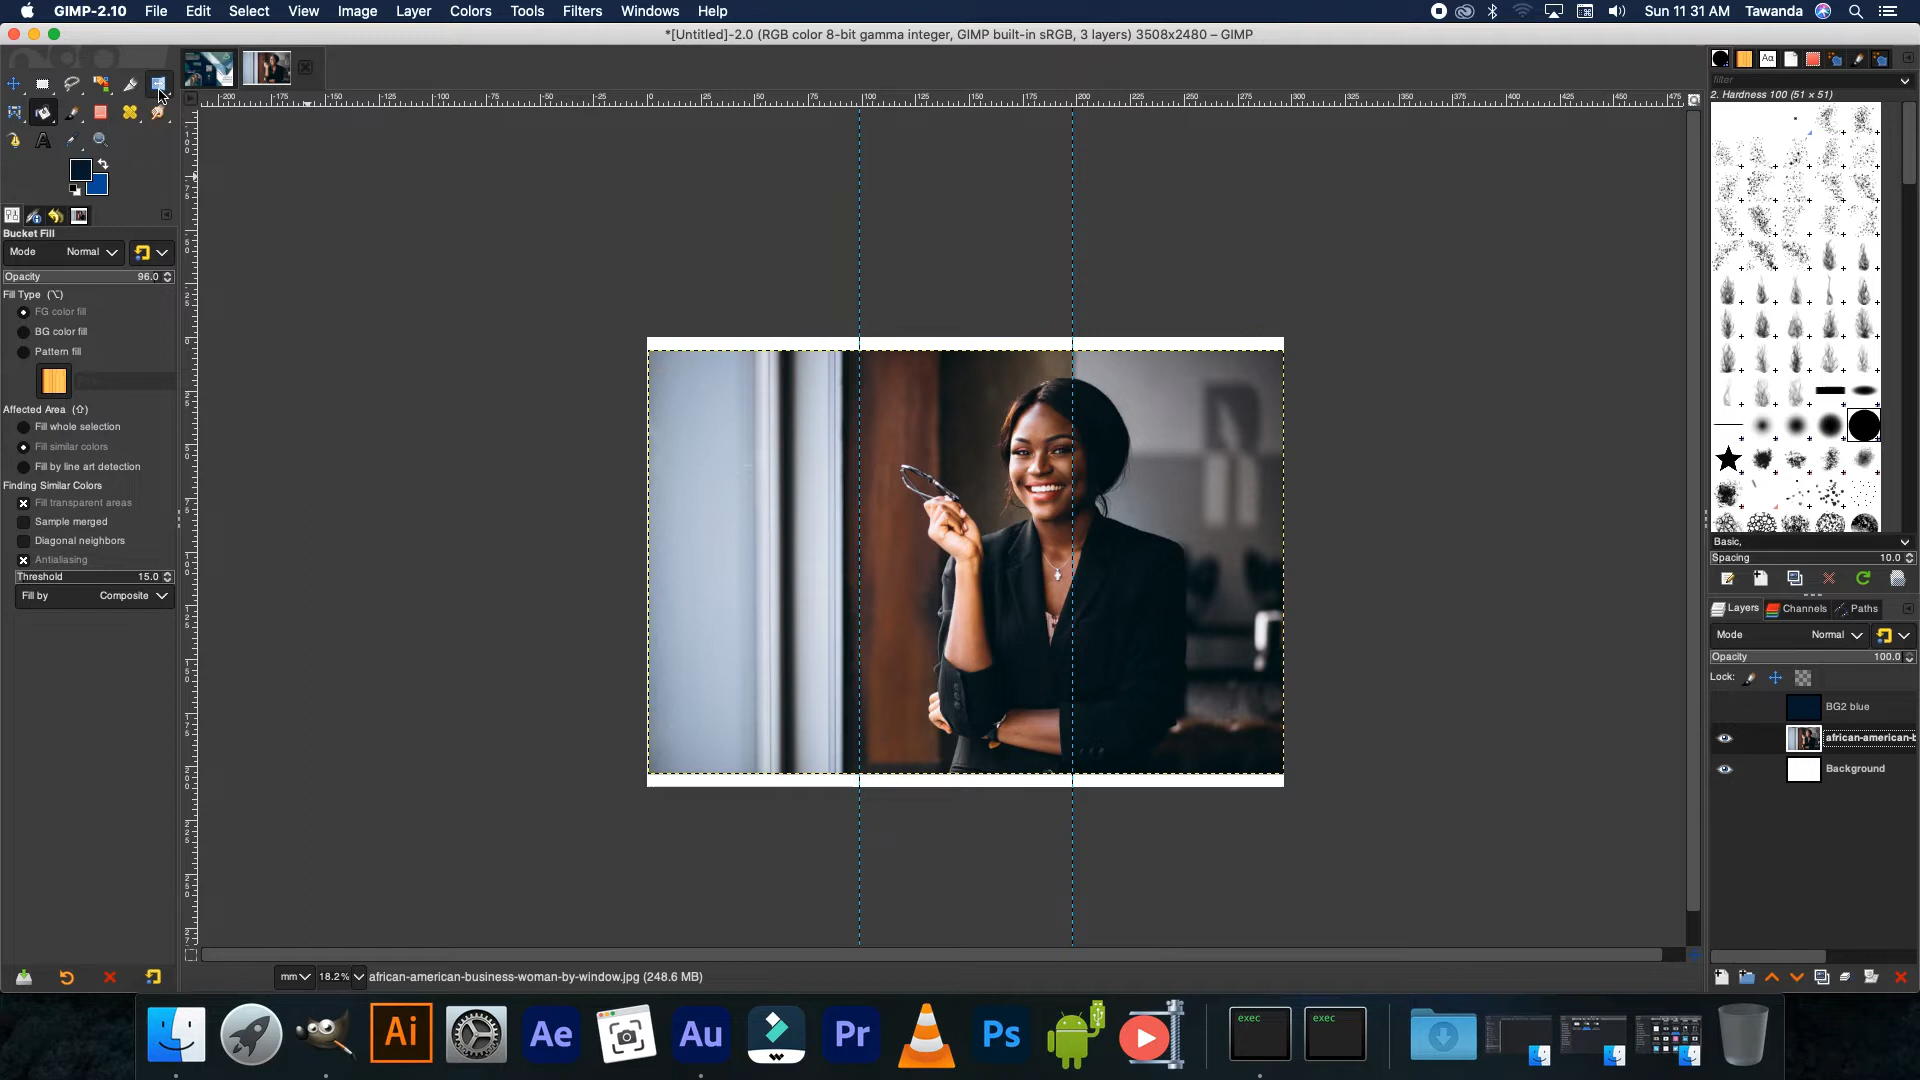 GIMP-2.10 File Edit Select View Image Layer Colors Tools Filters Windows Help
Sun 11 31 AM Tawanda
*[Untitled]-2.0 (RGB color 8-bit gamma integer, GIMP built-in sRGB, 3 layers) 3508x2480 – GIMP
filter
2. Hardness 100 (51 × 51)
Bucket Fill
Mode Normal
Opacity 96.0
Fill Type (⌥)
FG color fill
BG color fill
Pattern fill
Affected Area (⇧)
Fill whole selection
Fill similar colors
Fill by line art detection
Finding Similar Colors
Fill transparent areas
Sample merged
Diagonal neighbors
Antialiasing
Threshold 15.0
Fill by Composite
Basic,
Spacing 10.0
Layers Channels Paths
Mode Normal
Opacity 100.0
Lock:
BG2 blue
african-american-b
Background
mm 18.2% african-american-business-woman-by-window.jpg (248.6 MB)
Ai Ae Au Pr Ps exec exec